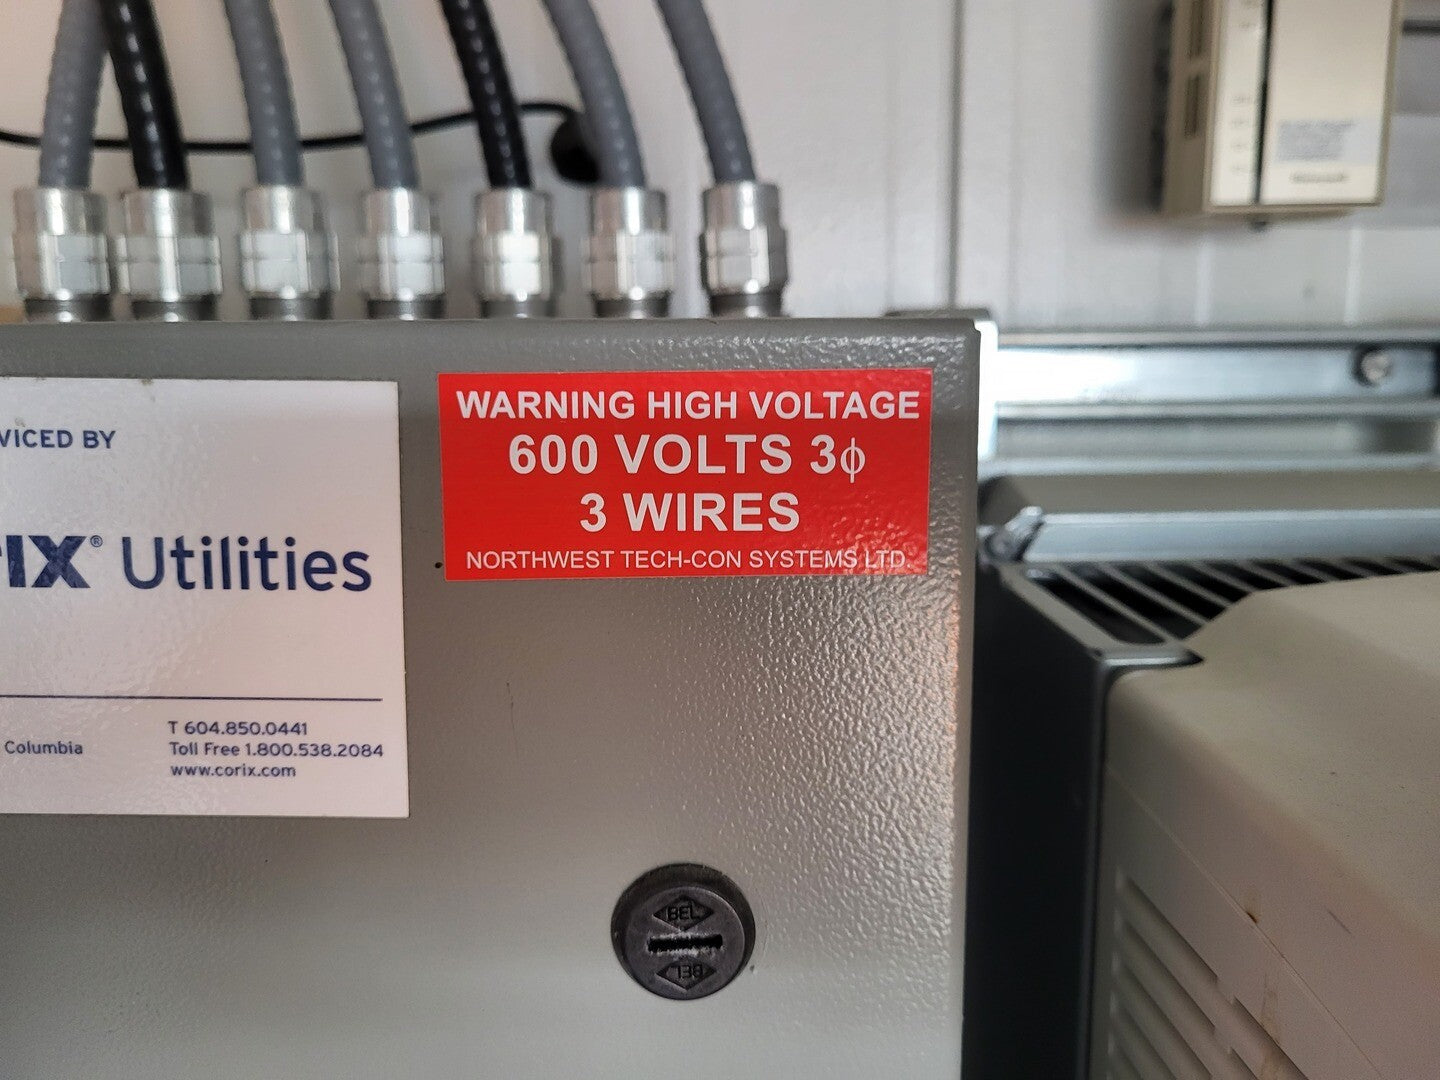 VICED BY
IX® Utilities
Columbia
T 604.850.0441
Toll Free 1.800.538.2084
www.corix.com
WARNING HIGH VOLTAGE
600 VOLTS 3ϕ
3 WIRES
NORTHWEST TECH-CON SYSTEMS LTD.
BEL
BEL